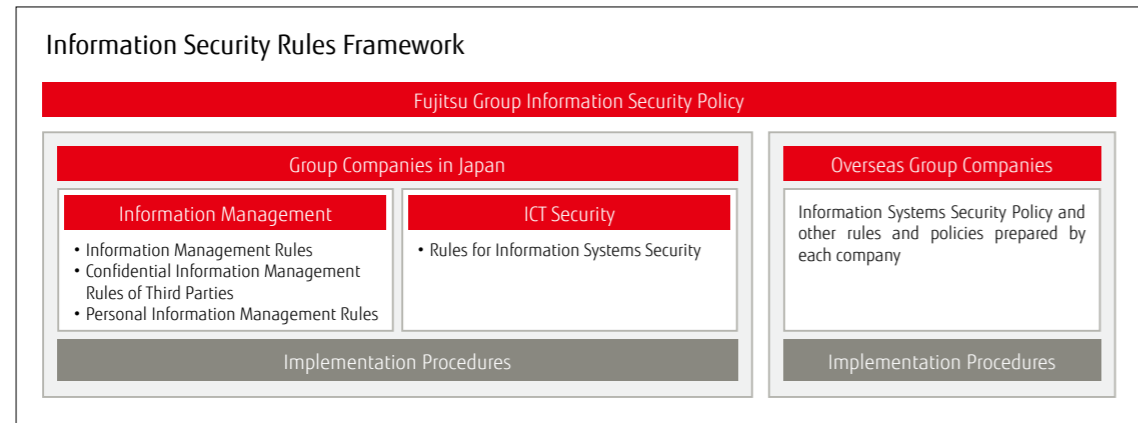 Information Security Rules Framework
Fujitsu Group Information Security Policy
Group Companies in Japan
Information Management
• Information Management Rules
• Confidential Information Management
Rules of Third Parties
• Personal Information Management Rules
ICT Security
• Rules for Information Systems Security
Implementation Procedures
Overseas Group Companies
Information Systems Security Policy and
other rules and policies prepared by
each company
Implementation Procedures